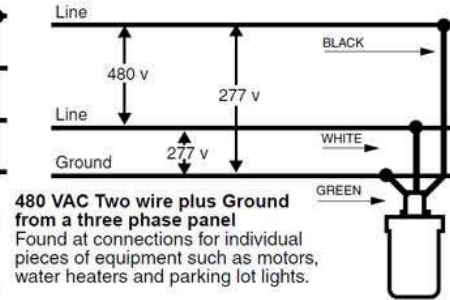 Line
BLACK
480 v
277 v
Line
WHITE
277 v
Ground
GREEN
480 VAC Two wire plus Ground
from a three phase panel
Found at connections for individual
pieces of equipment such as motors,
water heaters and parking lot lights.